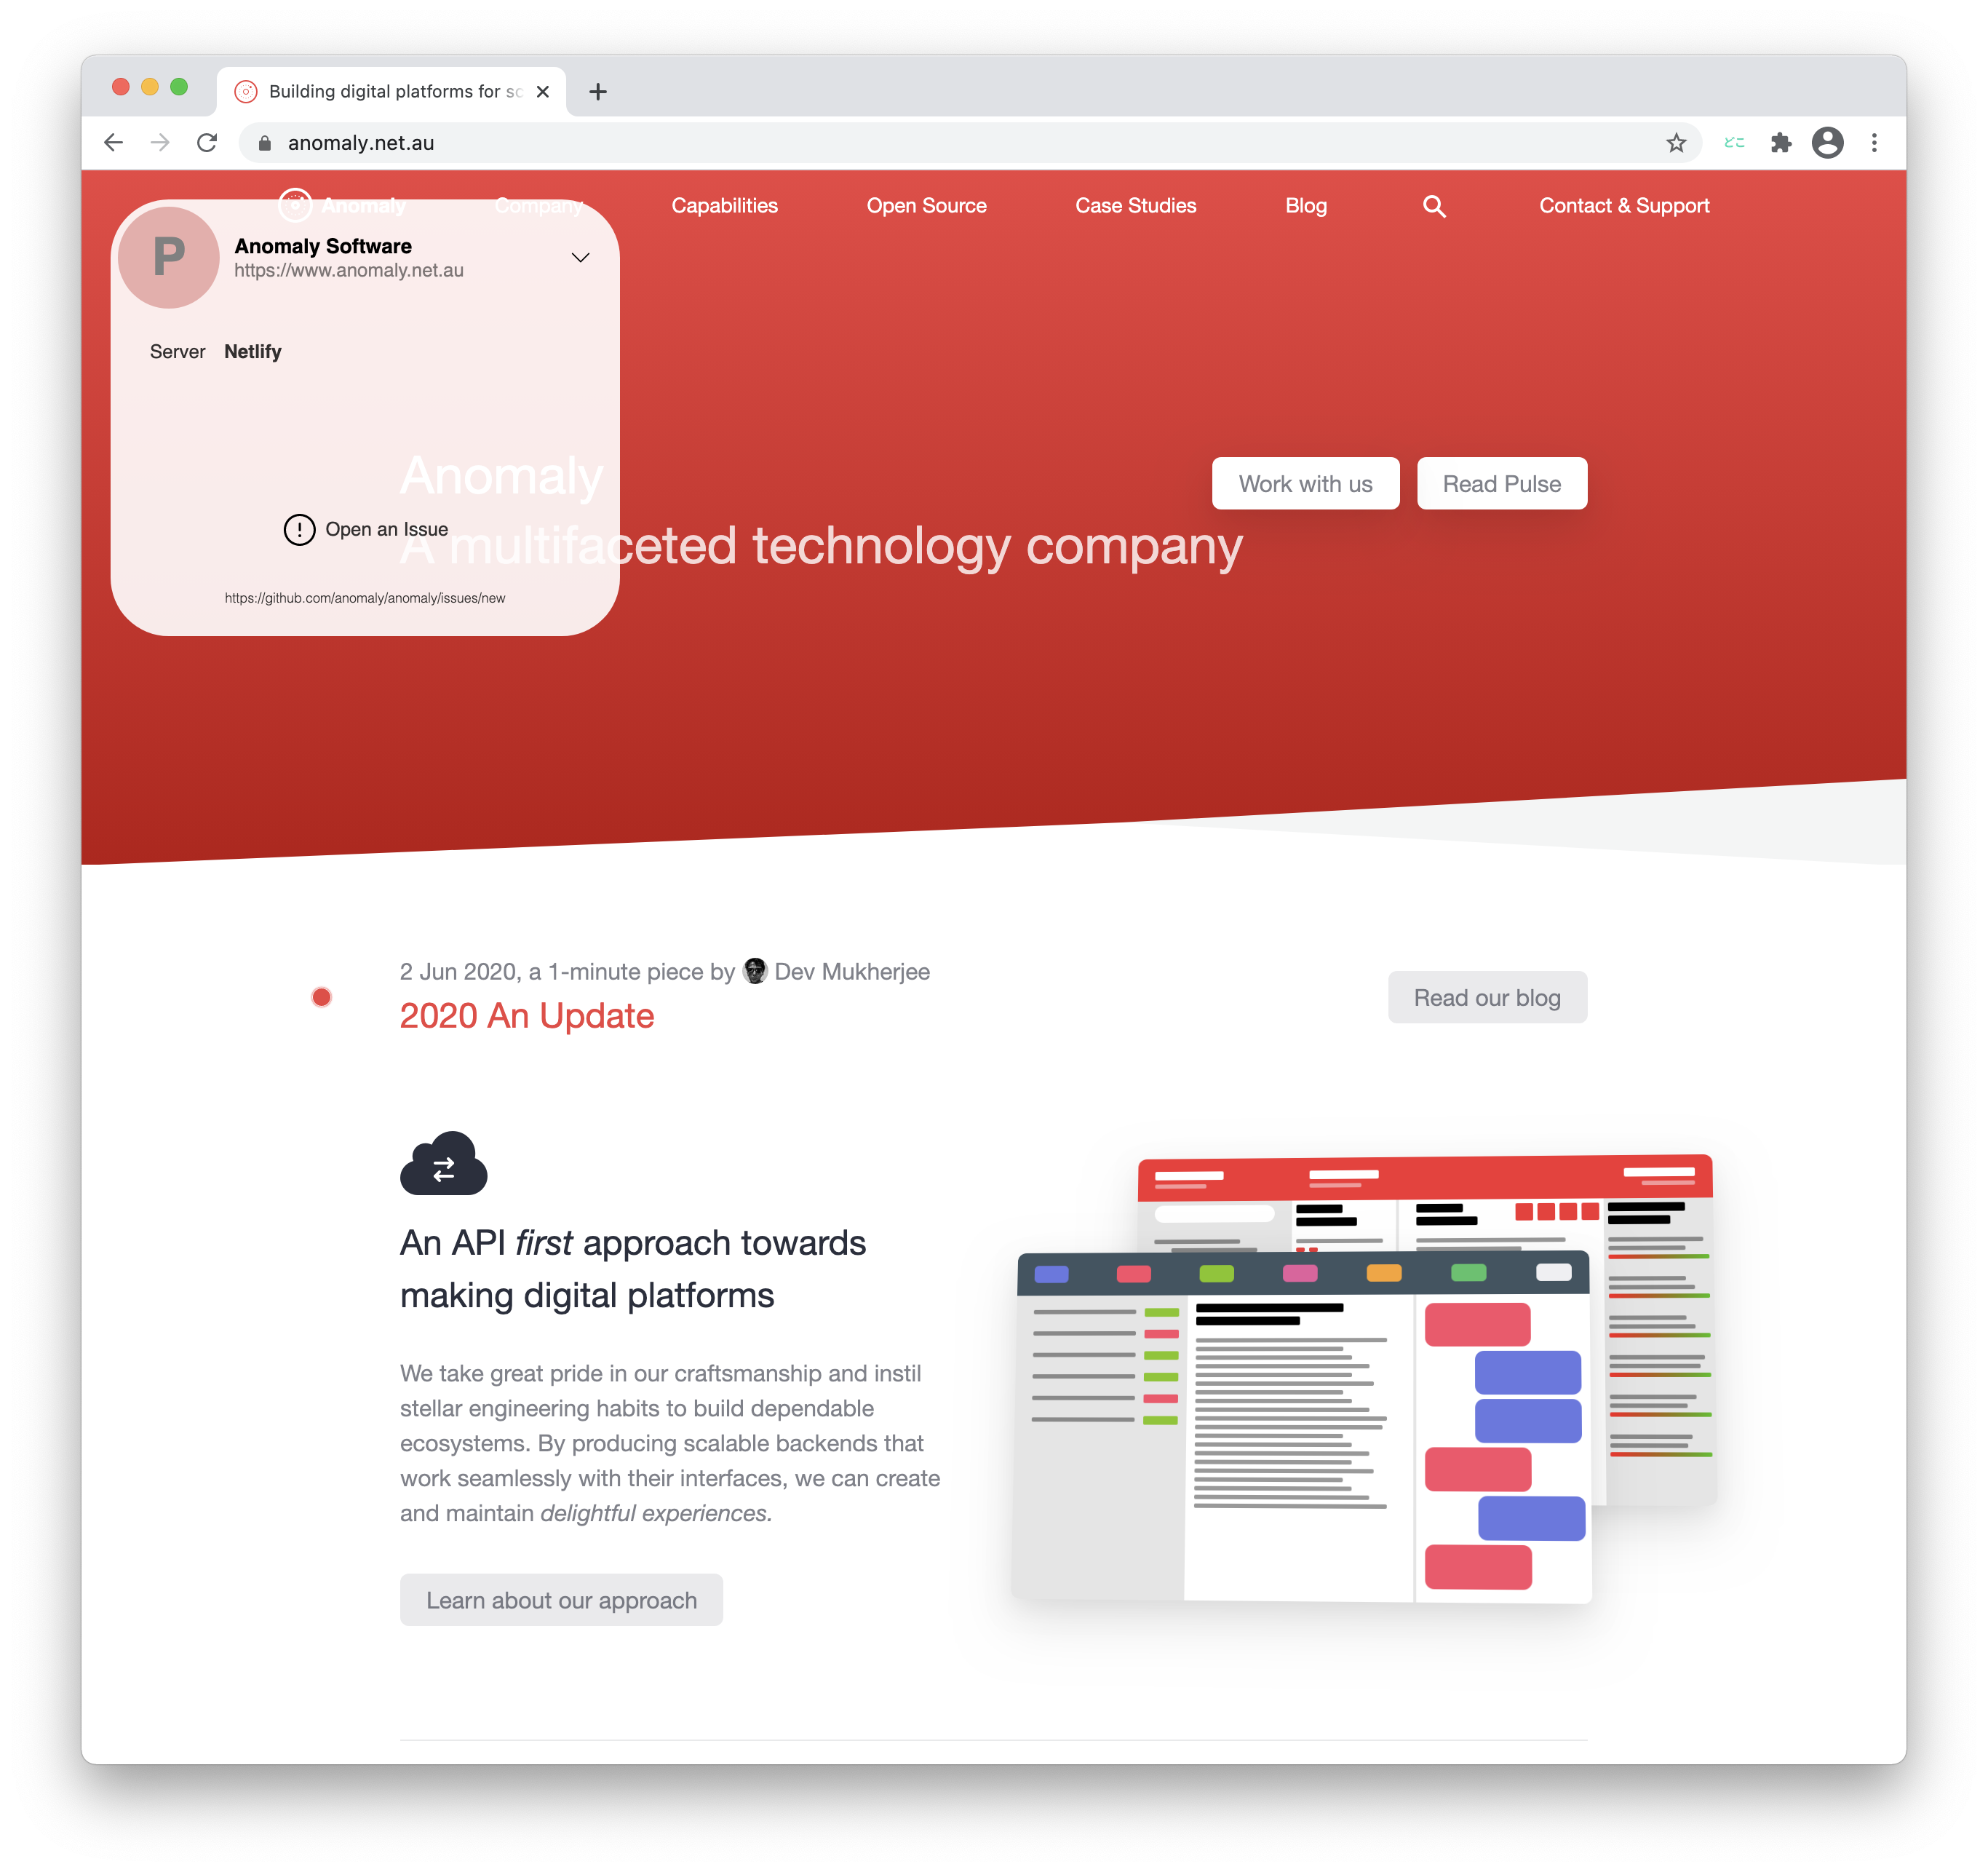 Building digital platforms for sc
anomaly.net.au
どこ
Anomaly
Company
Capabilities
Open Source
Case Studies
Blog
Contact & Support
P
Anomaly Software
https://www.anomaly.net.au
Server Netlify
Anomaly
A multifaceted technology company
Work with us
Read Pulse
Open an Issue
https://github.com/anomaly/anomaly/issues/new
2 Jun 2020, a 1-minute piece by Dev Mukherjee
2020 An Update
Read our blog
An API first approach towards
making digital platforms
We take great pride in our craftsmanship and instil
stellar engineering habits to build dependable
ecosystems. By producing scalable backends that
work seamlessly with their interfaces, we can create
and maintain delightful experiences.
Learn about our approach